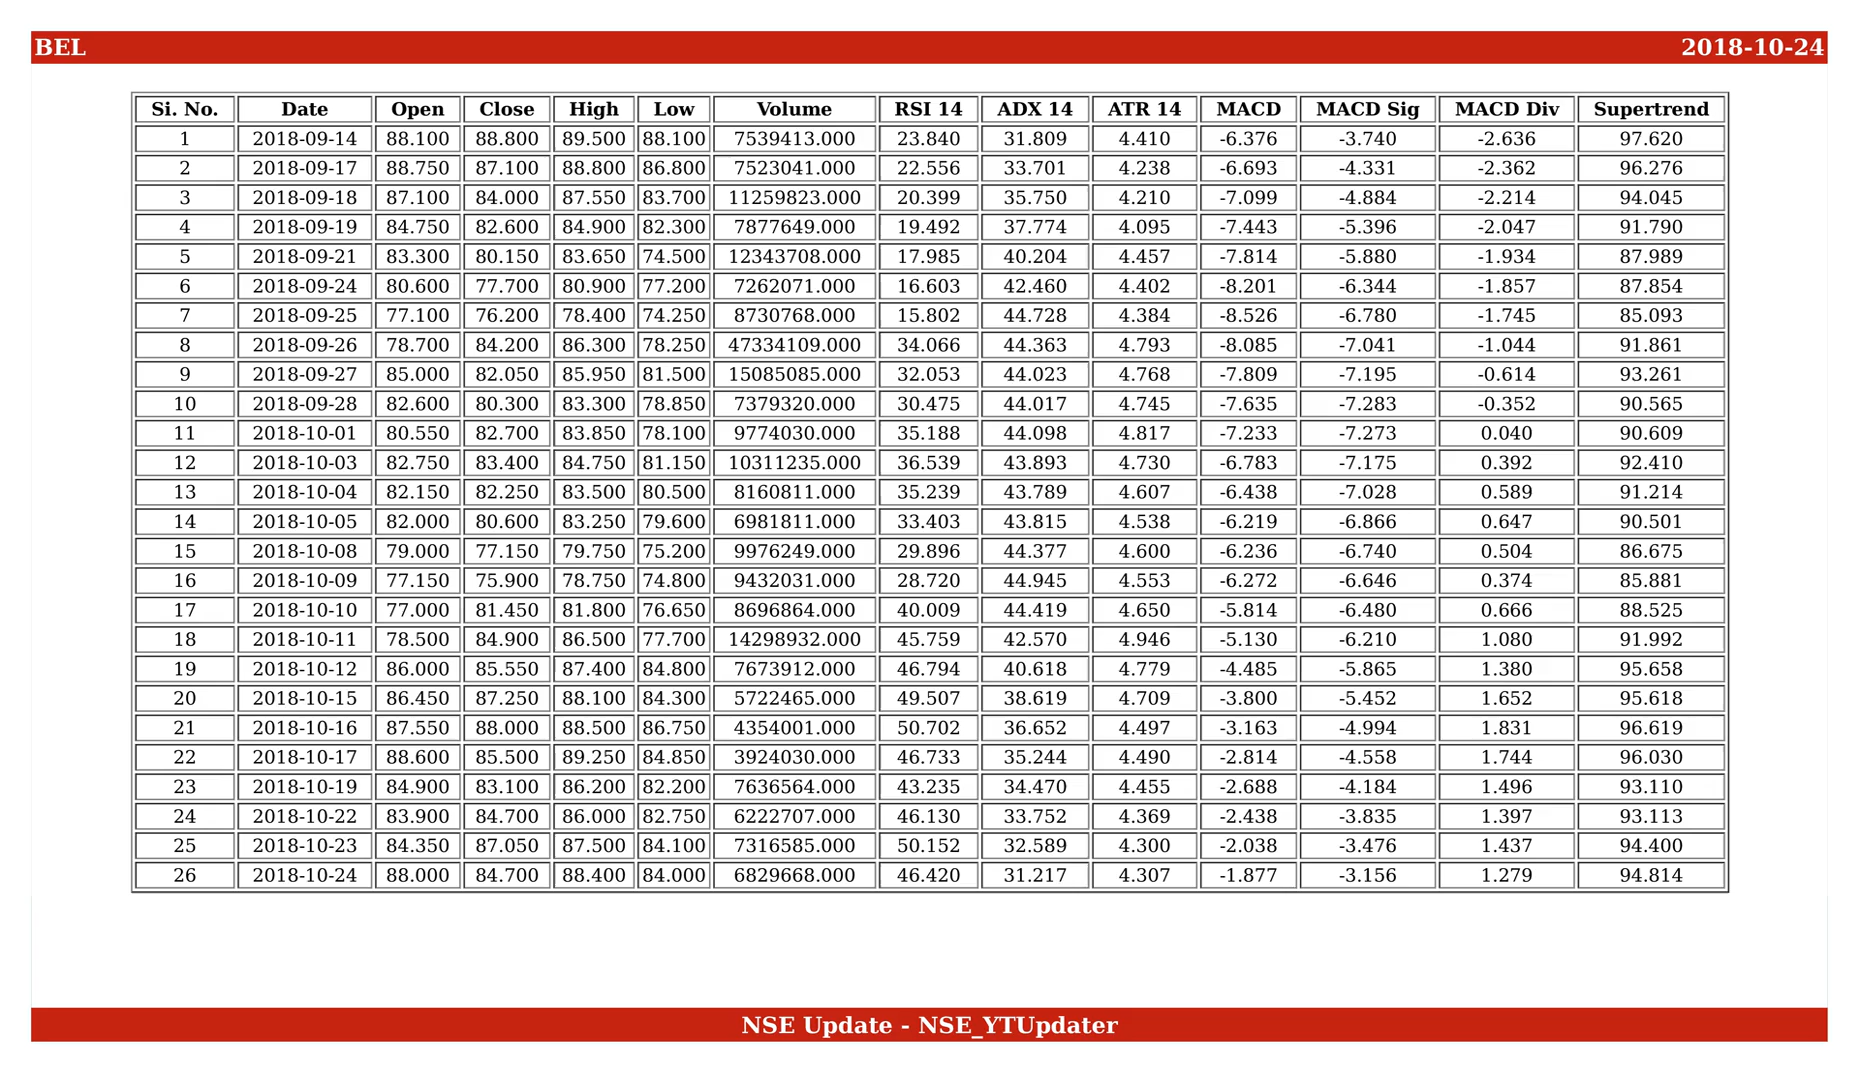 BEL 2018-10-24
Si. No. Date Open Close High Low Volume RSI 14 ADX 14 ATR 14 MACD MACD Sig MACD Div Supertrend
1 2018-09-14 88.100 88.800 89.500 88.100 7539413.000 23.840 31.809 4.410 -6.376 -3.740 -2.636 97.620
2 2018-09-17 88.750 87.100 88.800 86.800 7523041.000 22.556 33.701 4.238 -6.693 -4.331 -2.362 96.276
3 2018-09-18 87.100 84.000 87.550 83.700 11259823.000 20.399 35.750 4.210 -7.099 -4.884 -2.214 94.045
4 2018-09-19 84.750 82.600 84.900 82.300 7877649.000 19.492 37.774 4.095 -7.443 -5.396 -2.047 91.790
5 2018-09-21 83.300 80.150 83.650 74.500 12343708.000 17.985 40.204 4.457 -7.814 -5.880 -1.934 87.989
6 2018-09-24 80.600 77.700 80.900 77.200 7262071.000 16.603 42.460 4.402 -8.201 -6.344 -1.857 87.854
7 2018-09-25 77.100 76.200 78.400 74.250 8730768.000 15.802 44.728 4.384 -8.526 -6.780 -1.745 85.093
8 2018-09-26 78.700 84.200 86.300 78.250 47334109.000 34.066 44.363 4.793 -8.085 -7.041 -1.044 91.861
9 2018-09-27 85.000 82.050 85.950 81.500 15085085.000 32.053 44.023 4.768 -7.809 -7.195 -0.614 93.261
10 2018-09-28 82.600 80.300 83.300 78.850 7379320.000 30.475 44.017 4.745 -7.635 -7.283 -0.352 90.565
11 2018-10-01 80.550 82.700 83.850 78.100 9774030.000 35.188 44.098 4.817 -7.233 -7.273 0.040 90.609
12 2018-10-03 82.750 83.400 84.750 81.150 10311235.000 36.539 43.893 4.730 -6.783 -7.175 0.392 92.410
13 2018-10-04 82.150 82.250 83.500 80.500 8160811.000 35.239 43.789 4.607 -6.438 -7.028 0.589 91.214
14 2018-10-05 82.000 80.600 83.250 79.600 6981811.000 33.403 43.815 4.538 -6.219 -6.866 0.647 90.501
15 2018-10-08 79.000 77.150 79.750 75.200 9976249.000 29.896 44.377 4.600 -6.236 -6.740 0.504 86.675
16 2018-10-09 77.150 75.900 78.750 74.800 9432031.000 28.720 44.945 4.553 -6.272 -6.646 0.374 85.881
17 2018-10-10 77.000 81.450 81.800 76.650 8696864.000 40.009 44.419 4.650 -5.814 -6.480 0.666 88.525
18 2018-10-11 78.500 84.900 86.500 77.700 14298932.000 45.759 42.570 4.946 -5.130 -6.210 1.080 91.992
19 2018-10-12 86.000 85.550 87.400 84.800 7673912.000 46.794 40.618 4.779 -4.485 -5.865 1.380 95.658
20 2018-10-15 86.450 87.250 88.100 84.300 5722465.000 49.507 38.619 4.709 -3.800 -5.452 1.652 95.618
21 2018-10-16 87.550 88.000 88.500 86.750 4354001.000 50.702 36.652 4.497 -3.163 -4.994 1.831 96.619
22 2018-10-17 88.600 85.500 89.250 84.850 3924030.000 46.733 35.244 4.490 -2.814 -4.558 1.744 96.030
23 2018-10-19 84.900 83.100 86.200 82.200 7636564.000 43.235 34.470 4.455 -2.688 -4.184 1.496 93.110
24 2018-10-22 83.900 84.700 86.000 82.750 6222707.000 46.130 33.752 4.369 -2.438 -3.835 1.397 93.113
25 2018-10-23 84.350 87.050 87.500 84.100 7316585.000 50.152 32.589 4.300 -2.038 -3.476 1.437 94.400
26 2018-10-24 88.000 84.700 88.400 84.000 6829668.000 46.420 31.217 4.307 -1.877 -3.156 1.279 94.814
NSE Update - NSE_YTUpdater